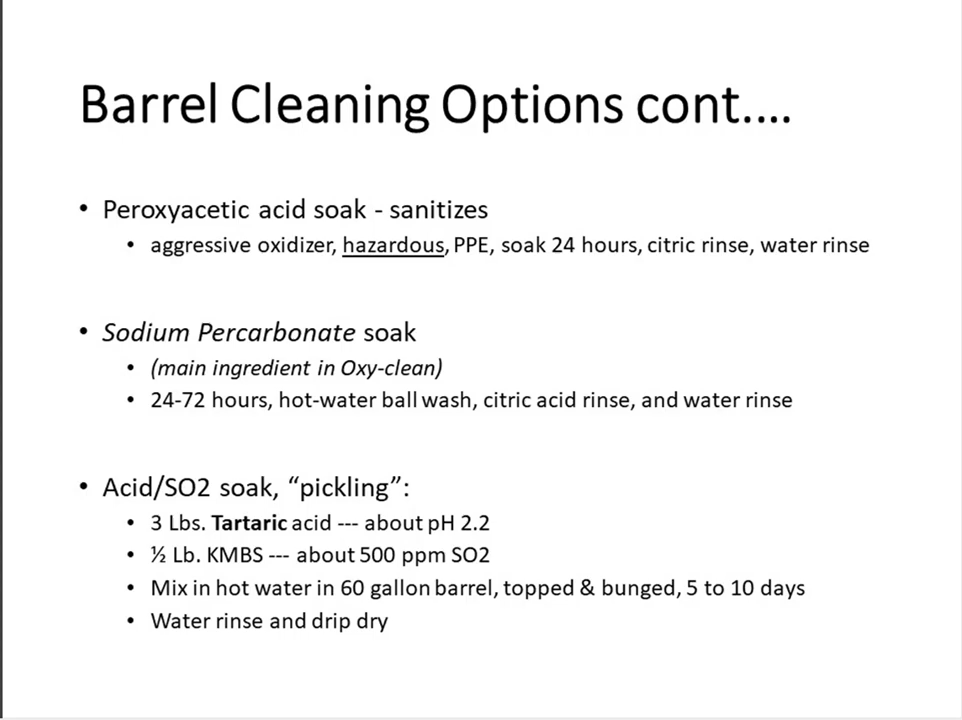 Barrel Cleaning Options cont.…
• Peroxyacetic acid soak - sanitizes
• aggressive oxidizer, hazardous, PPE, soak 24 hours, citric rinse, water rinse
• Sodium Percarbonate soak
• (main ingredient in Oxy-clean)
• 24-72 hours, hot-water ball wash, citric acid rinse, and water rinse
• Acid/SO2 soak, “pickling”:
• 3 Lbs. Tartaric acid --- about pH 2.2
• ½ Lb. KMBS --- about 500 ppm SO2
• Mix in hot water in 60 gallon barrel, topped & bunged, 5 to 10 days
• Water rinse and drip dry